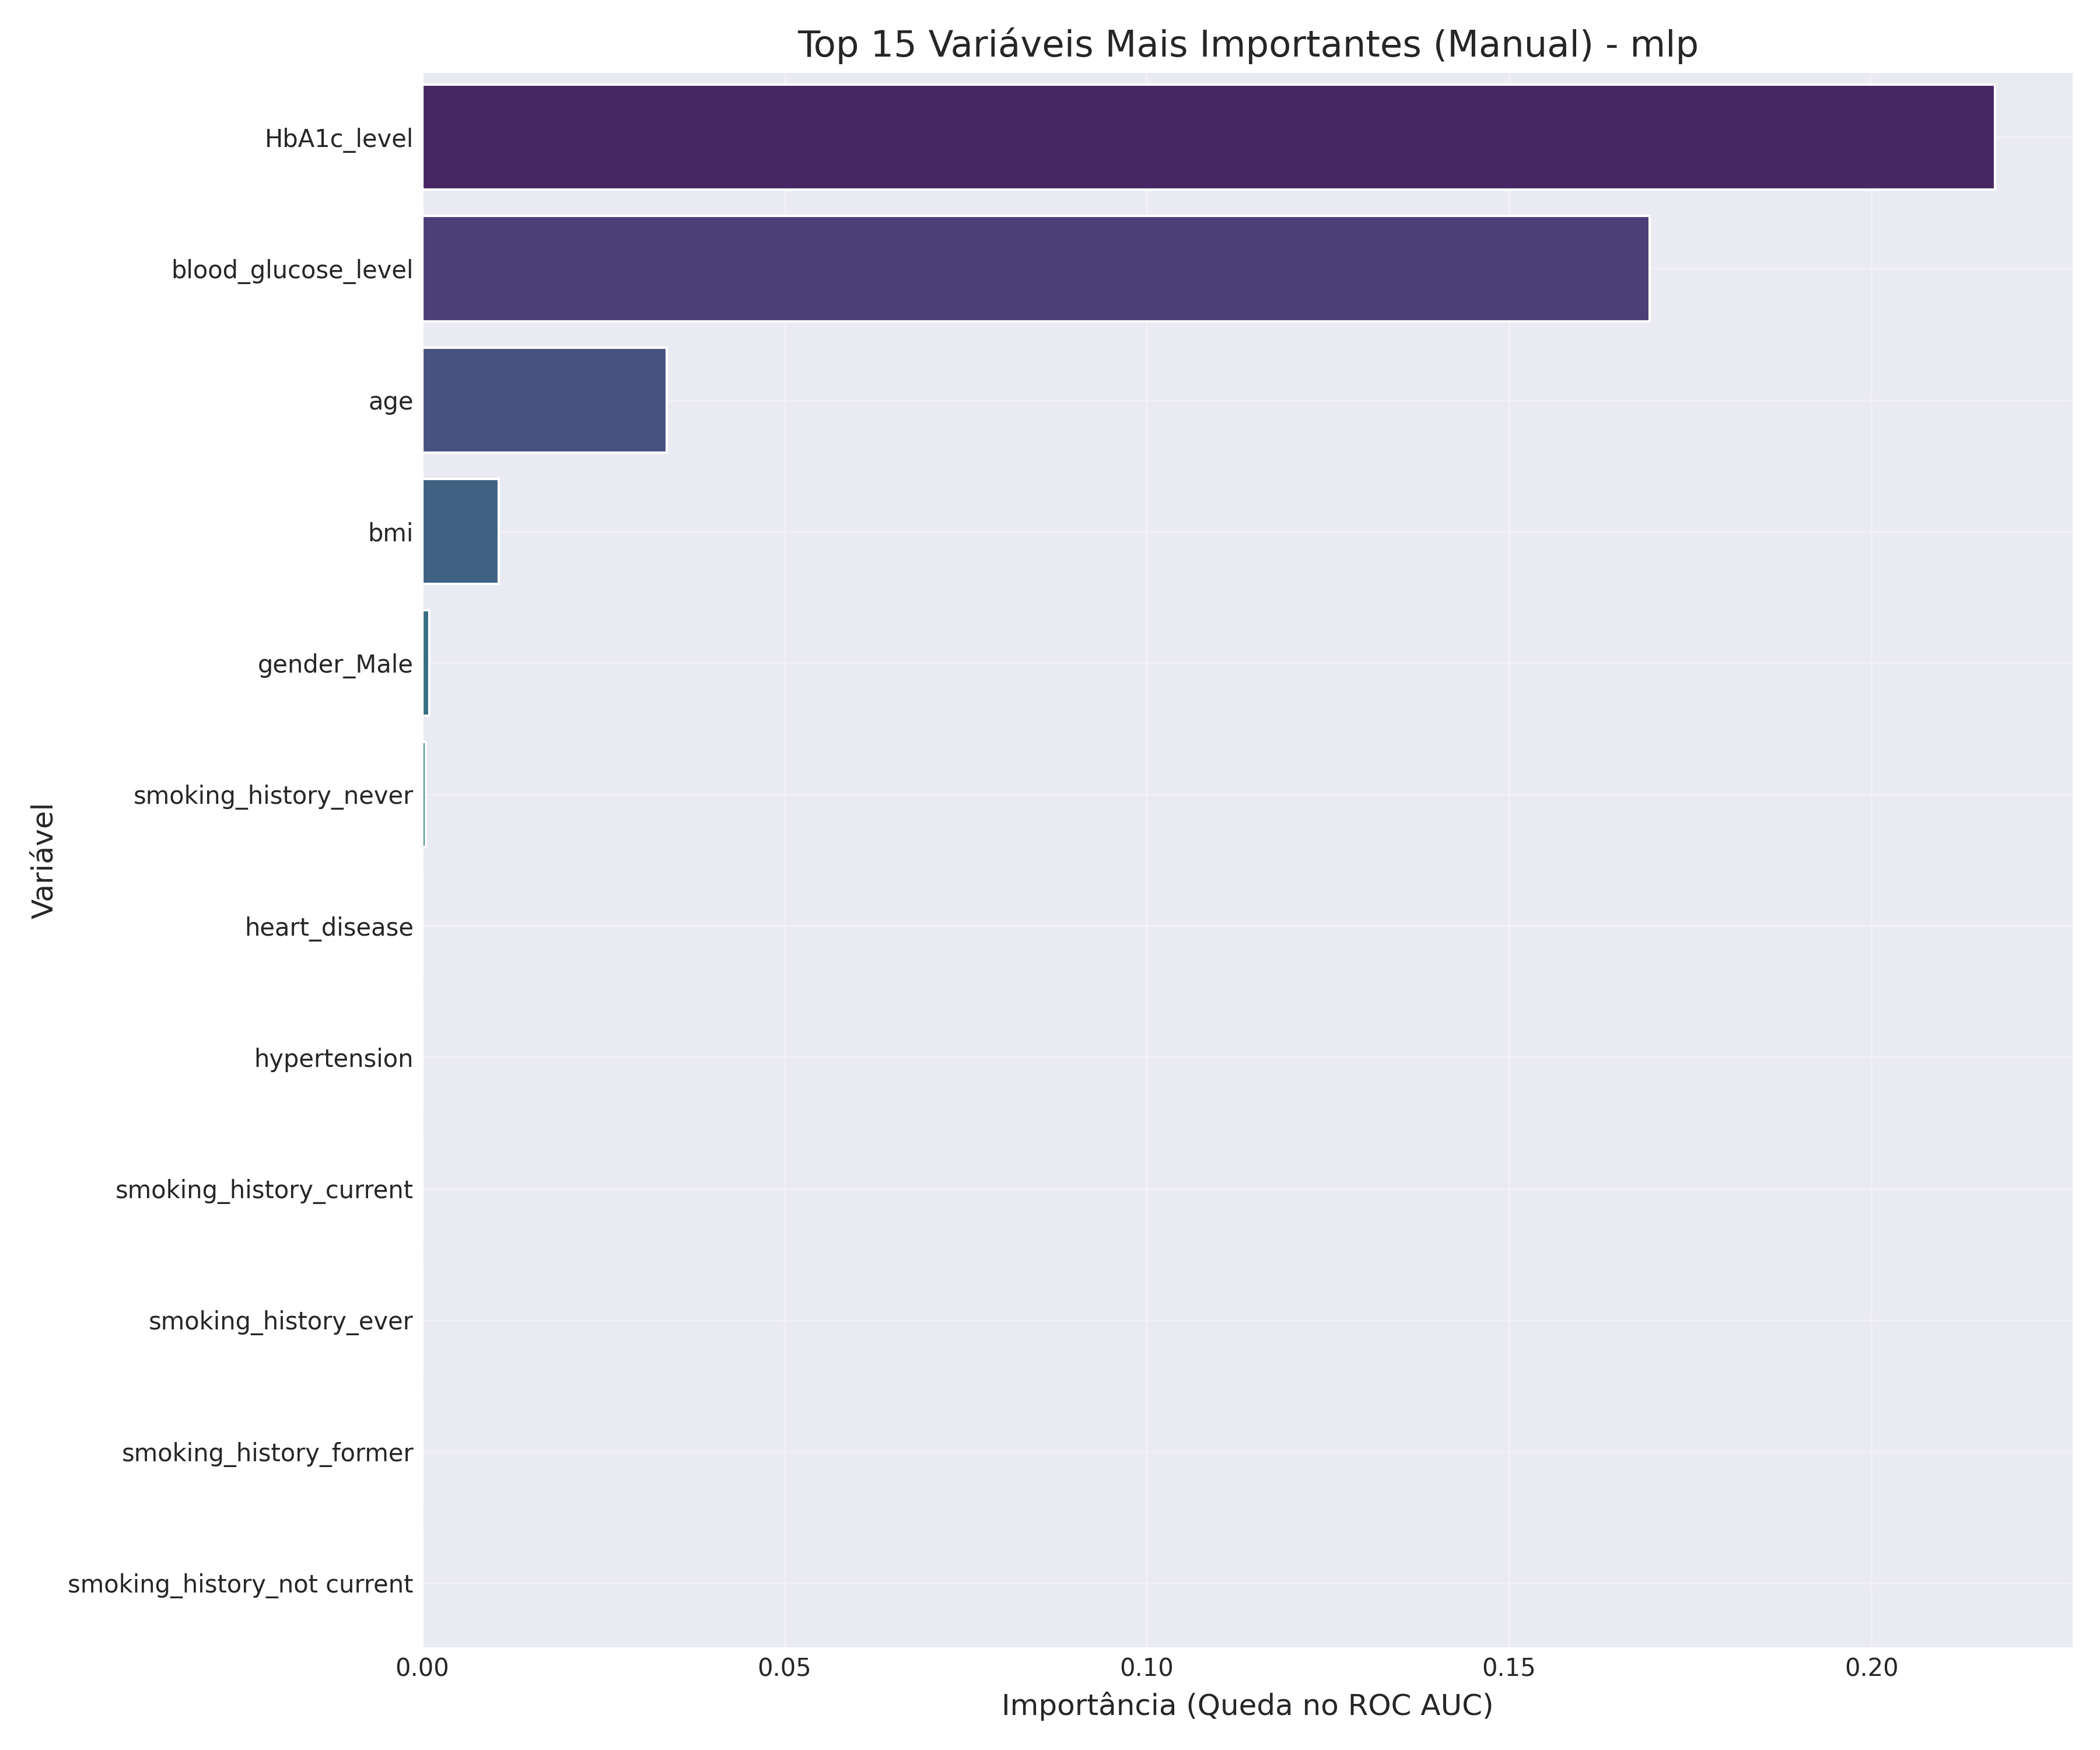 Top 15 Variáveis Mais Importantes (Manual) - mlp
HbA1c_level
blood_glucose_level
age
bmi
gender_Male
smoking_history_never
heart_disease
hypertension
smoking_history_current
smoking_history_ever
smoking_history_former
smoking_history_not current
Variável
0.00 0.05 0.10 0.15 0.20
Importância (Queda no ROC AUC)